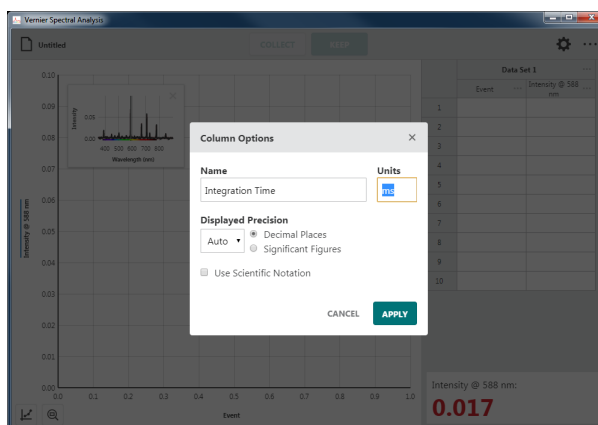 Vernier Spectral Analysis
Untitled
COLLECT KEEP
0.10
0.09
0.08
0.07
0.06
0.05
0.04
0.03
0.02
0.01
0.00
Intensity @ 588 nm
0.0 0.1 0.2 0.3 0.4 0.5 0.6 0.7 0.8 0.9 1.0
Event
Intensity
0.05
0.00
400 500 600 700 800
Wavelength (nm)
Column Options
Name Units
Integration Time ms
Displayed Precision
Auto Decimal Places
Significant Figures
Use Scientific Notation
CANCEL APPLY
Data Set 1
Event Intensity @ 588
nm
1
2
3
4
5
6
7
8
9
10
Intensity @ 588 nm:
0.017